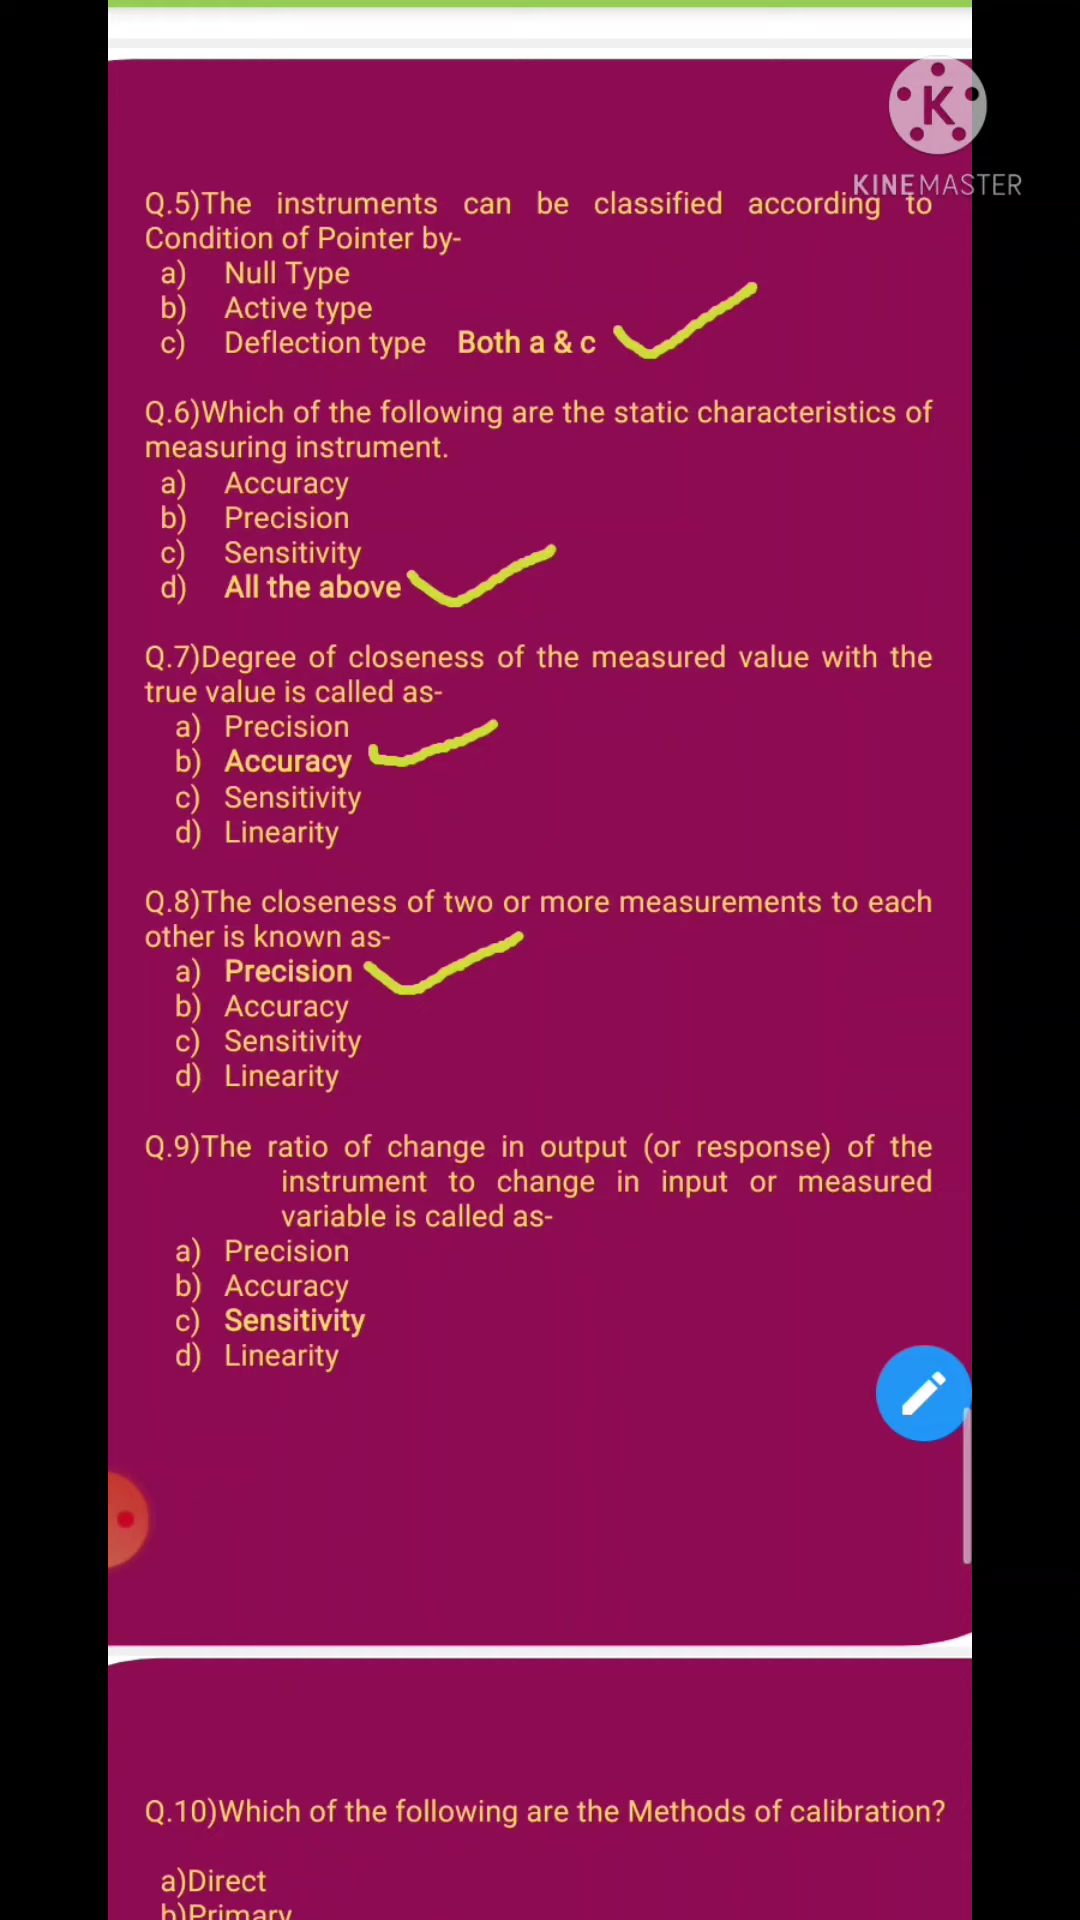 K
KINEMASTER
Q.5)The instruments can be classified according to
Condition of Pointer by-
a) Null Type
b) Active type
c) Deflection type Both a & c
Q.6)Which of the following are the static characteristics of
measuring instrument.
a) Accuracy
b) Precision
c) Sensitivity
d) All the above
Q.7)Degree of closeness of the measured value with the
true value is called as-
a) Precision
b) Accuracy
c) Sensitivity
d) Linearity
Q.8)The closeness of two or more measurements to each
other is known as-
a) Precision
b) Accuracy
c) Sensitivity
d) Linearity
Q.9)The ratio of change in output (or response) of the
instrument to change in input or measured
variable is called as-
a) Precision
b) Accuracy
c) Sensitivity
d) Linearity
Q.10)Which of the following are the Methods of calibration?
a)Direct
b)Primary